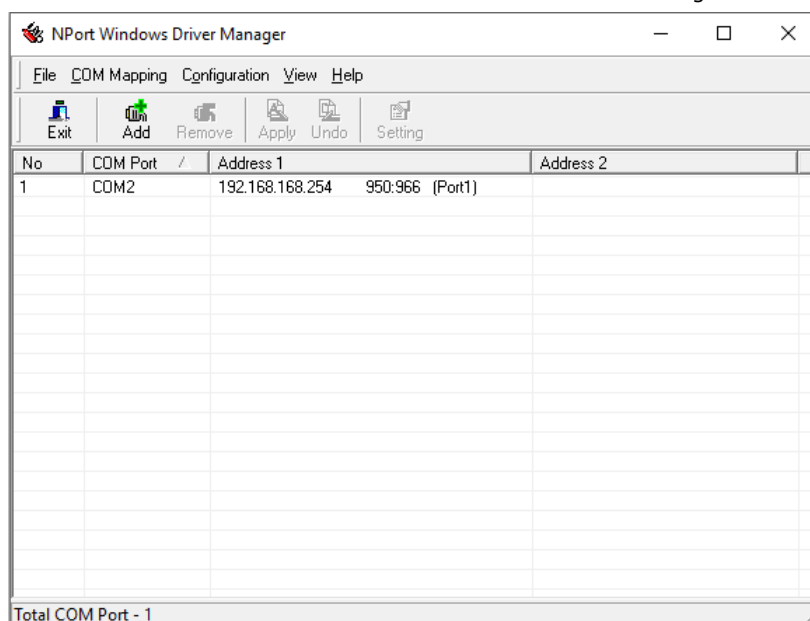 NPort Windows Driver Manager
File COM Mapping Configuration View Help
Exit Add Remove Apply Undo Setting
No COM Port Address 1 Address 2
1 COM2 192.168.168.254 950:966 (Port1)
Total COM Port - 1